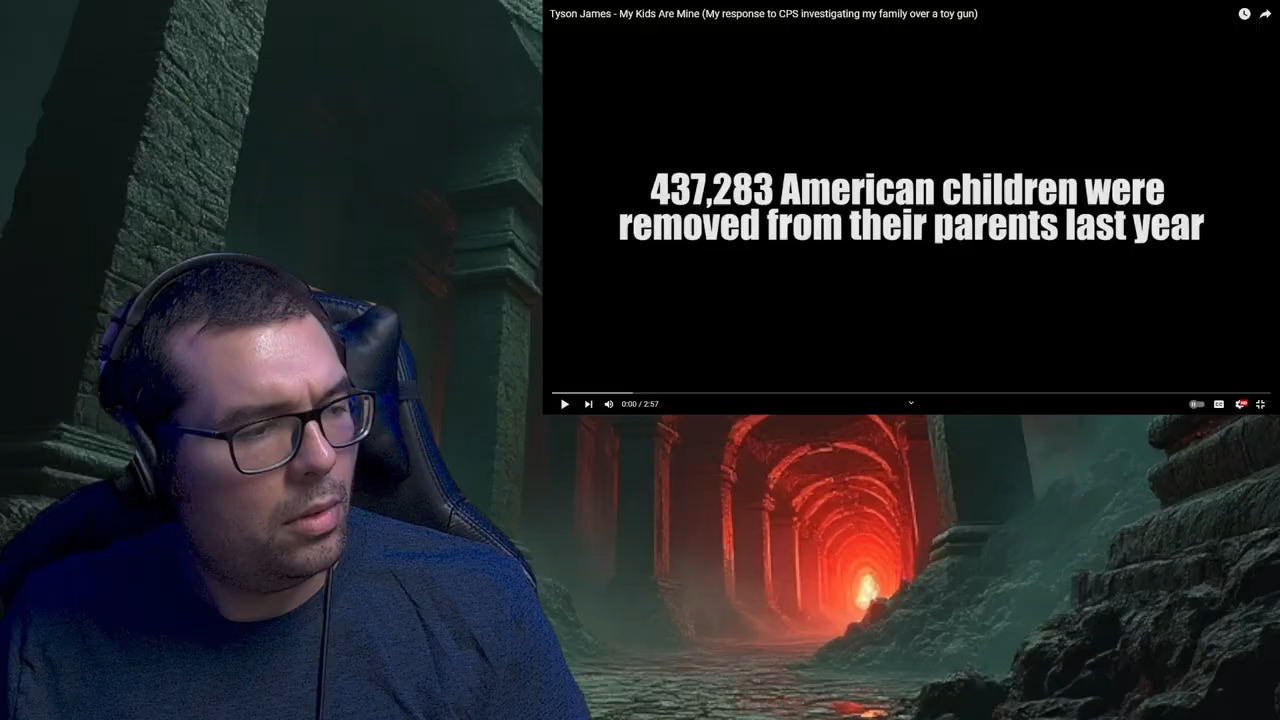 Tyson James - My Kids Are Mine (My response to CPS investigating my family over a toy gun)
437,283 American children were
removed from their parents last year
0:00 / 2:57